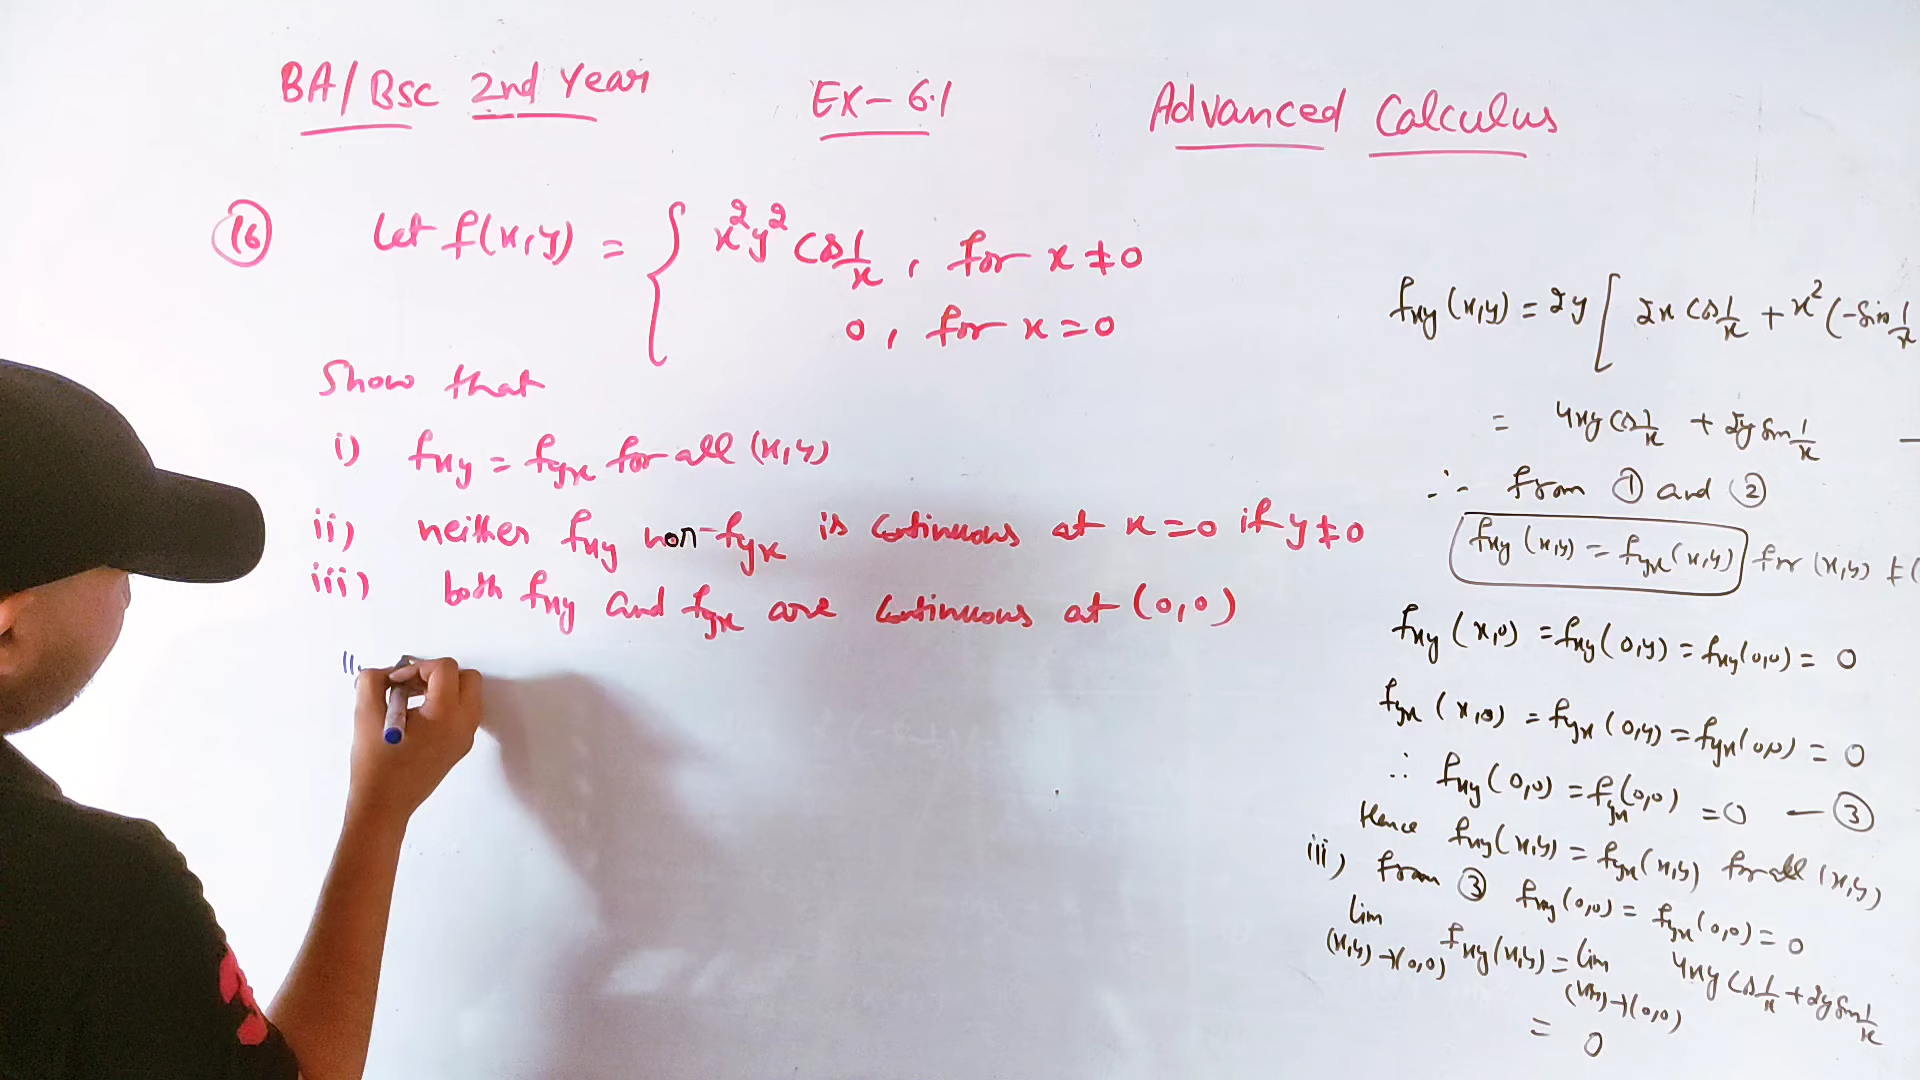 BA/BSC 2nd Year EX-6.1 Advanced Calculus
(16) Let f(x,y) = { x²y² cos 1/x , for x ≠ 0
0 , for x = 0
Show that
i) fxy = fyx for all (x,y)
ii) neither fxy nor fyx is continuous at x = 0 if y ≠ 0
iii) both fxy and fyx are continuous at (0,0)
lly
fxy (x,y) = 2y [ 2x cos 1/x + x² (-sin 1/x
= 4xy cos 1/x + 2y sin 1/x —
∴ from ① and ②
fxy (x,y) = fyx (x,y) for (x,y) ≠ (
fxy (x,0) = fxy (0,y) = fxy (0,0) = 0
fyx (x,0) = fyx (0,y) = fyx (0,0) = 0
∴ fxy (0,0) = fyx (0,0) = 0 — ③
Hence fxy (x,y) = fyx (x,y) for all (x,y)
iii) from ③ fxy (0,0) = fyx (0,0) = 0
lim (x,y)→(0,0) fxy (x,y) = lim (x,y)→(0,0) 4xy cos 1/x + 2y sin 1/x
= 0